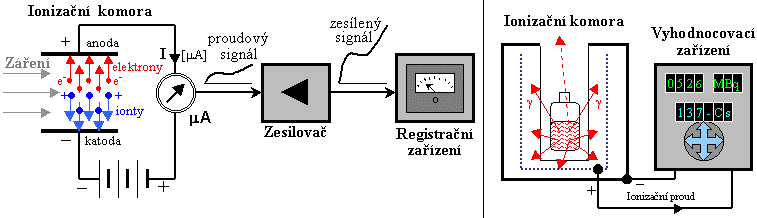 Ionizační komora
Záření
+
anoda
elektrony
e-
e-
+
+
ionty
−
katoda
−
+
I [µA]
µA
proudový
signál
Zesilovač
zesílený
signál
0
Registrační
zařízení
Ionizační komora
γ
γ
+
−
Ionizační proud
Vyhodnocovací
zařízení
0526 MBq
137-Cs